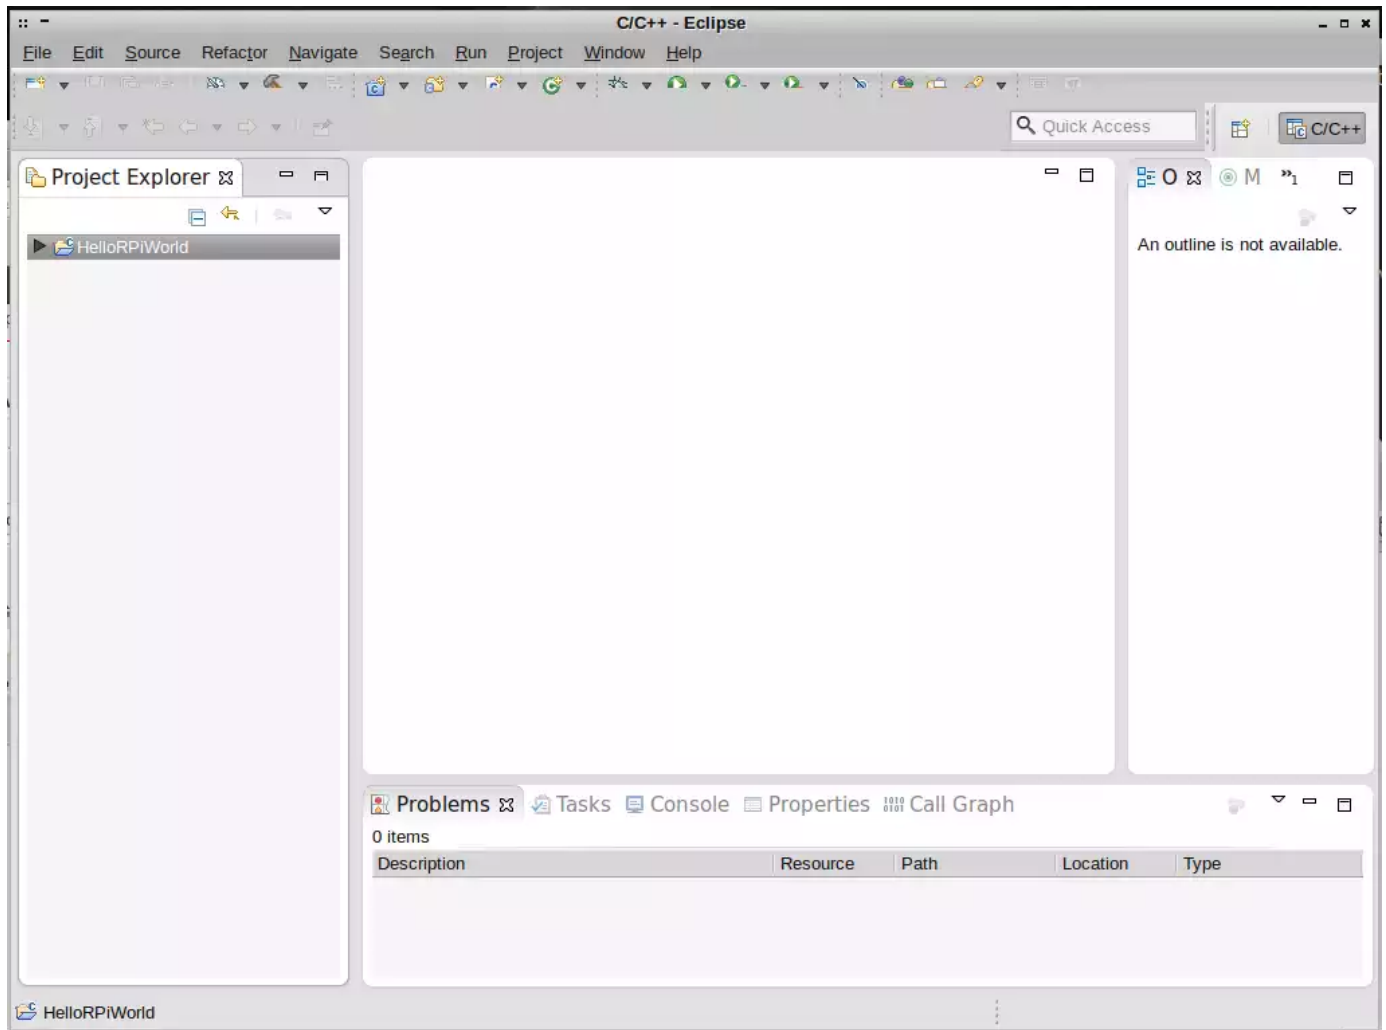 C/C++ - Eclipse
File Edit Source Refactor Navigate Search Run Project Window Help
Quick Access
C/C++
Project Explorer
O M »1
HelloRPiWorld
An outline is not available.
Problems Tasks Console Properties Call Graph
0 items
Description Resource Path Location Type
HelloRPiWorld